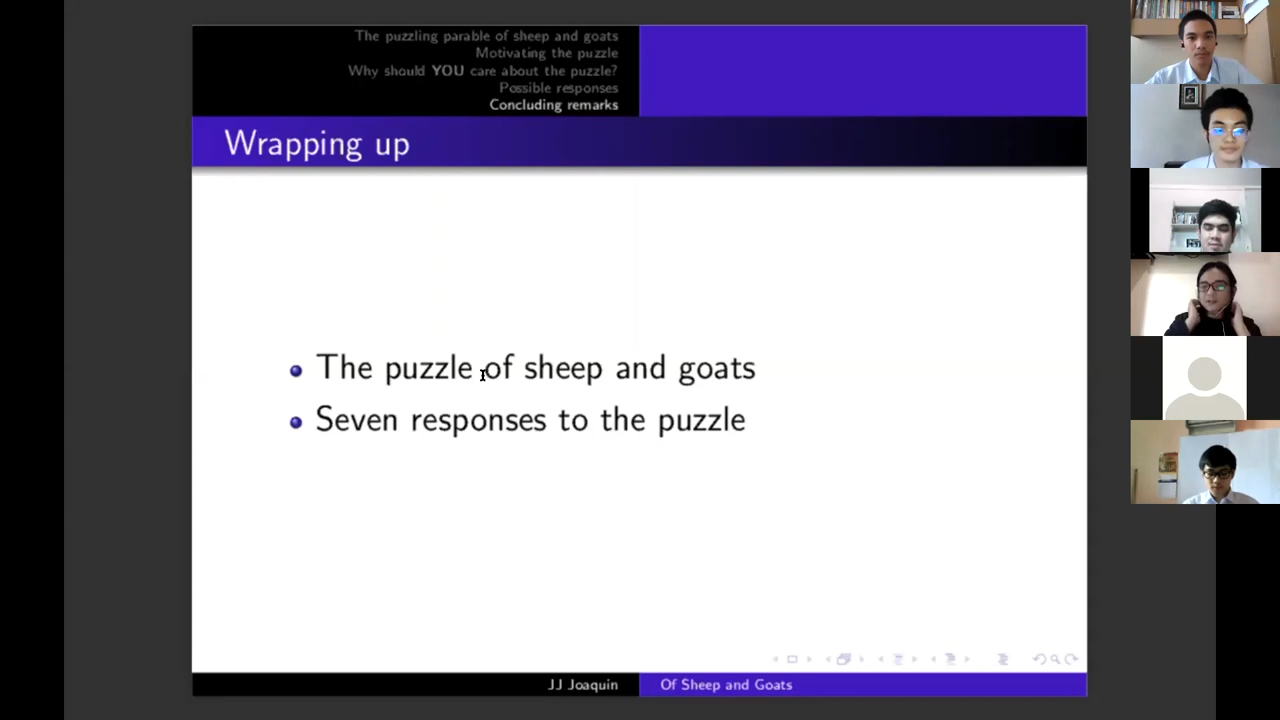 The puzzling parable of sheep and goats
Motivating the puzzle
Why should YOU care about the puzzle?
Possible responses
Concluding remarks
Wrapping up
The puzzle of sheep and goats
Seven responses to the puzzle
JJ Joaquin
Of Sheep and Goats